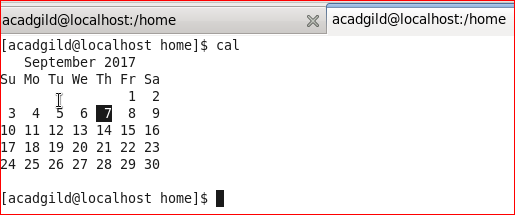 acadgild@localhost:/home
acadgild@localhost:/home
[acadgild@localhost home]$ cal
   September 2017
Su Mo Tu We Th Fr Sa
                1  2
 3  4  5  6  7  8  9
10 11 12 13 14 15 16
17 18 19 20 21 22 23
24 25 26 27 28 29 30
[acadgild@localhost home]$